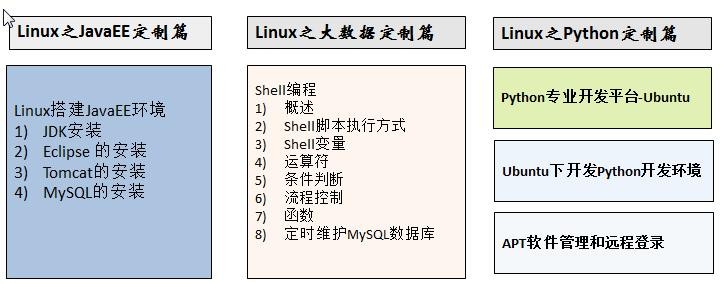 Linux之JavaEE定制篇
Linux搭建JavaEE环境
1) JDK安装
2) Eclipse 的安装
3) Tomcat的安装
4) MySQL的安装
Linux之大数据定制篇
Shell编程
1) 概述
2) Shell脚本执行方式
3) Shell变量
4) 运算符
5) 条件判断
6) 流程控制
7) 函数
8) 定时维护MySQL数据库
Linux之Python定制篇
Python专业开发平台-Ubuntu
Ubuntu下开发Python开发环境
APT软件管理和远程登录